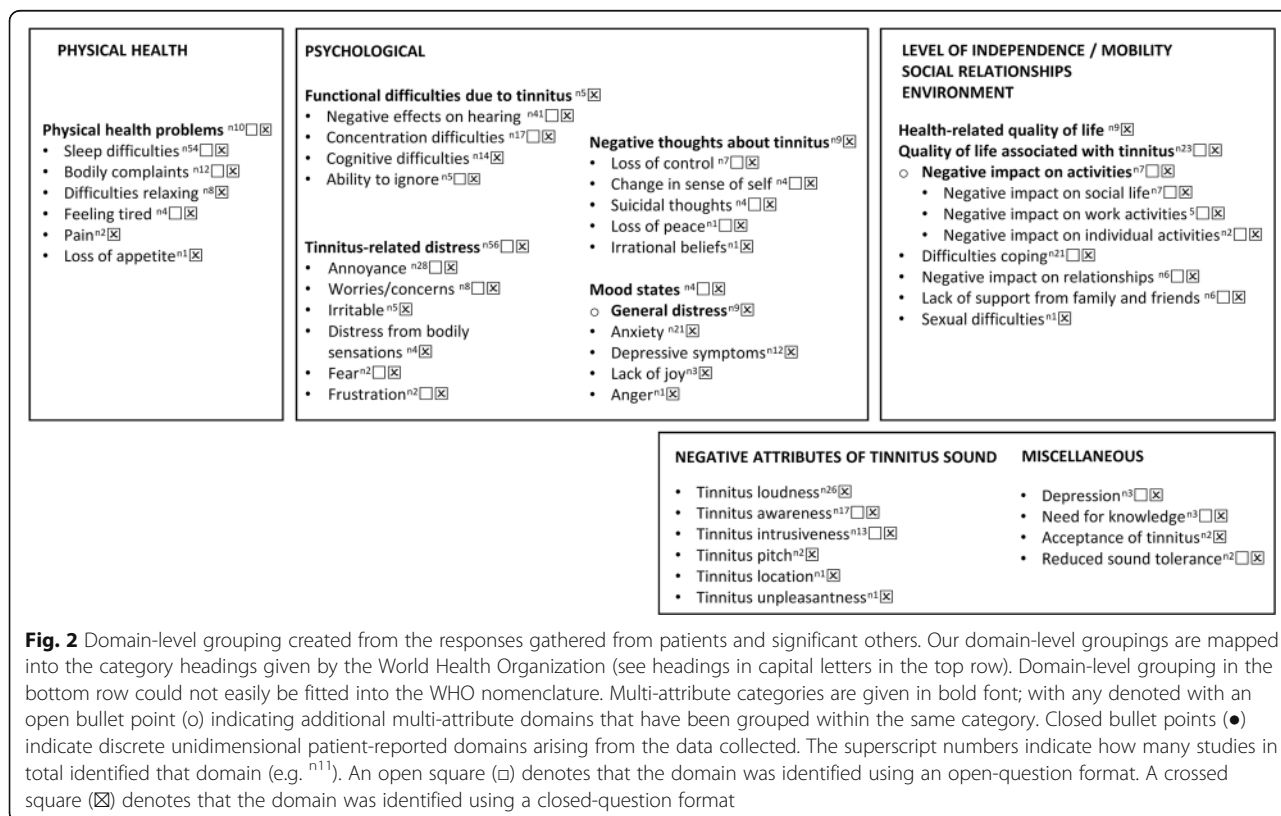 PHYSICAL HEALTH
Physical health problems n10□☒
• Sleep difficulties n54□☒
• Bodily complaints n12□☒
• Difficulties relaxing n8☒
• Feeling tired n4□☒
• Pain n2☒
• Loss of appetite n1☒
PSYCHOLOGICAL
Functional difficulties due to tinnitus n5☒
• Negative effects on hearing n41□☒
• Concentration difficulties n17□☒
• Cognitive difficulties n14☒
• Ability to ignore n5□☒
Tinnitus-related distress n56□☒
• Annoyance n28□☒
• Worries/concerns n8□☒
• Irritable n5☒
• Distress from bodily
sensations n4☒
• Fear n2□☒
• Frustration n2□☒
Negative thoughts about tinnitus n9☒
• Loss of control n7□☒
• Change in sense of self n4□☒
• Suicidal thoughts n4□☒
• Loss of peace n1□☒
• Irrational beliefs n1☒
Mood states n4□☒
o General distress n9☒
• Anxiety n21☒
• Depressive symptoms n12☒
• Lack of joy n3☒
• Anger n1☒
LEVEL OF INDEPENDENCE / MOBILITY
SOCIAL RELATIONSHIPS
ENVIRONMENT
Health-related quality of life n9☒
Quality of life associated with tinnitus n23□☒
o Negative impact on activities n7□☒
• Negative impact on social life n7□☒
• Negative impact on work activities 5□☒
• Negative impact on individual activities n2□☒
• Difficulties coping n21□☒
• Negative impact on relationships n6□☒
• Lack of support from family and friends n6□☒
• Sexual difficulties n1☒
NEGATIVE ATTRIBUTES OF TINNITUS SOUND
• Tinnitus loudness n26☒
• Tinnitus awareness n17□☒
• Tinnitus intrusiveness n13□☒
• Tinnitus pitch n2☒
• Tinnitus location n1☒
• Tinnitus unpleasantness n1☒
MISCELLANEOUS
• Depression n3□☒
• Need for knowledge n3□☒
• Acceptance of tinnitus n2☒
• Reduced sound tolerance n2□☒
Fig. 2 Domain-level grouping created from the responses gathered from patients and significant others. Our domain-level groupings are mapped
into the category headings given by the World Health Organization (see headings in capital letters in the top row). Domain-level grouping in the
bottom row could not easily be fitted into the WHO nomenclature. Multi-attribute categories are given in bold font; with any denoted with an
open bullet point (o) indicating additional multi-attribute domains that have been grouped within the same category. Closed bullet points (●)
indicate discrete unidimensional patient-reported domains arising from the data collected. The superscript numbers indicate how many studies in
total identified that domain (e.g. n11). An open square (□) denotes that the domain was identified using an open-question format. A crossed
square (☒) denotes that the domain was identified using a closed-question format